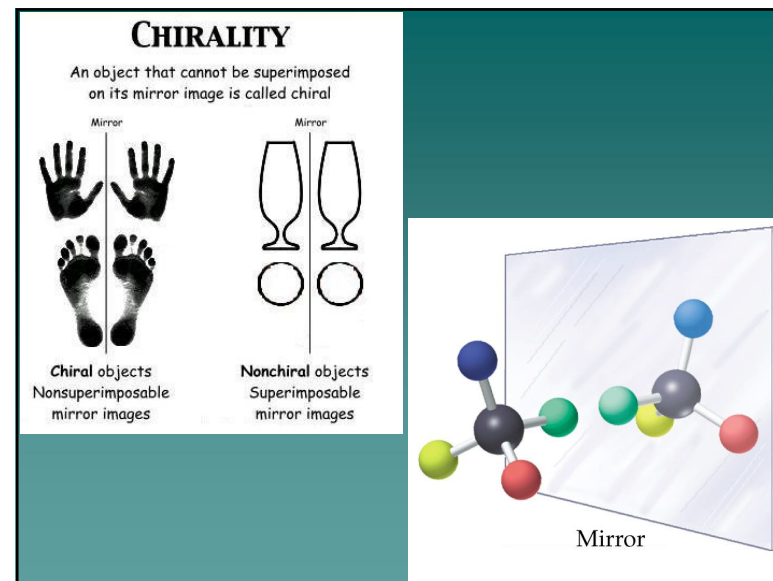 CHIRALITY
An object that cannot be superimposed
on its mirror image is called chiral
Mirror
Mirror
Chiral objects
Nonsuperimposable
mirror images
Nonchiral objects
Superimposable
mirror images
Mirror